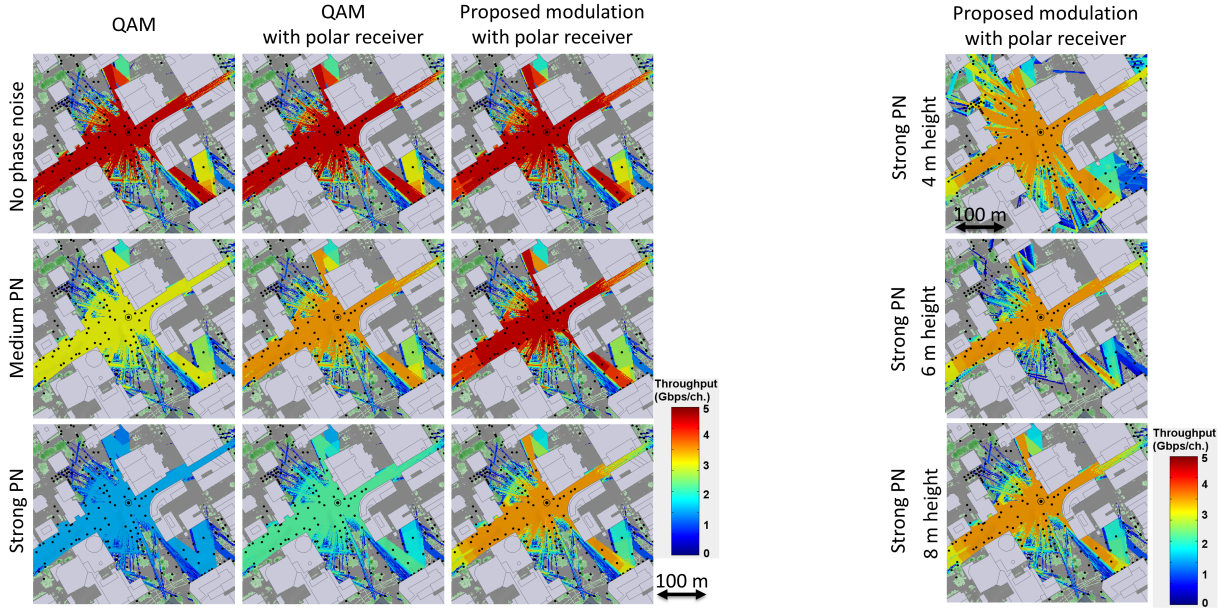 QAM
QAM
with polar receiver
Proposed modulation
with polar receiver
No phase noise
Medium PN
Strong PN
Throughput
(Gbps/ch.)
5
4
3
2
1
0
100 m
Proposed modulation
with polar receiver
Strong PN
4 m height
100 m
Strong PN
6 m height
Strong PN
8 m height
Throughput
(Gbps/ch.)
5
4
3
2
1
0